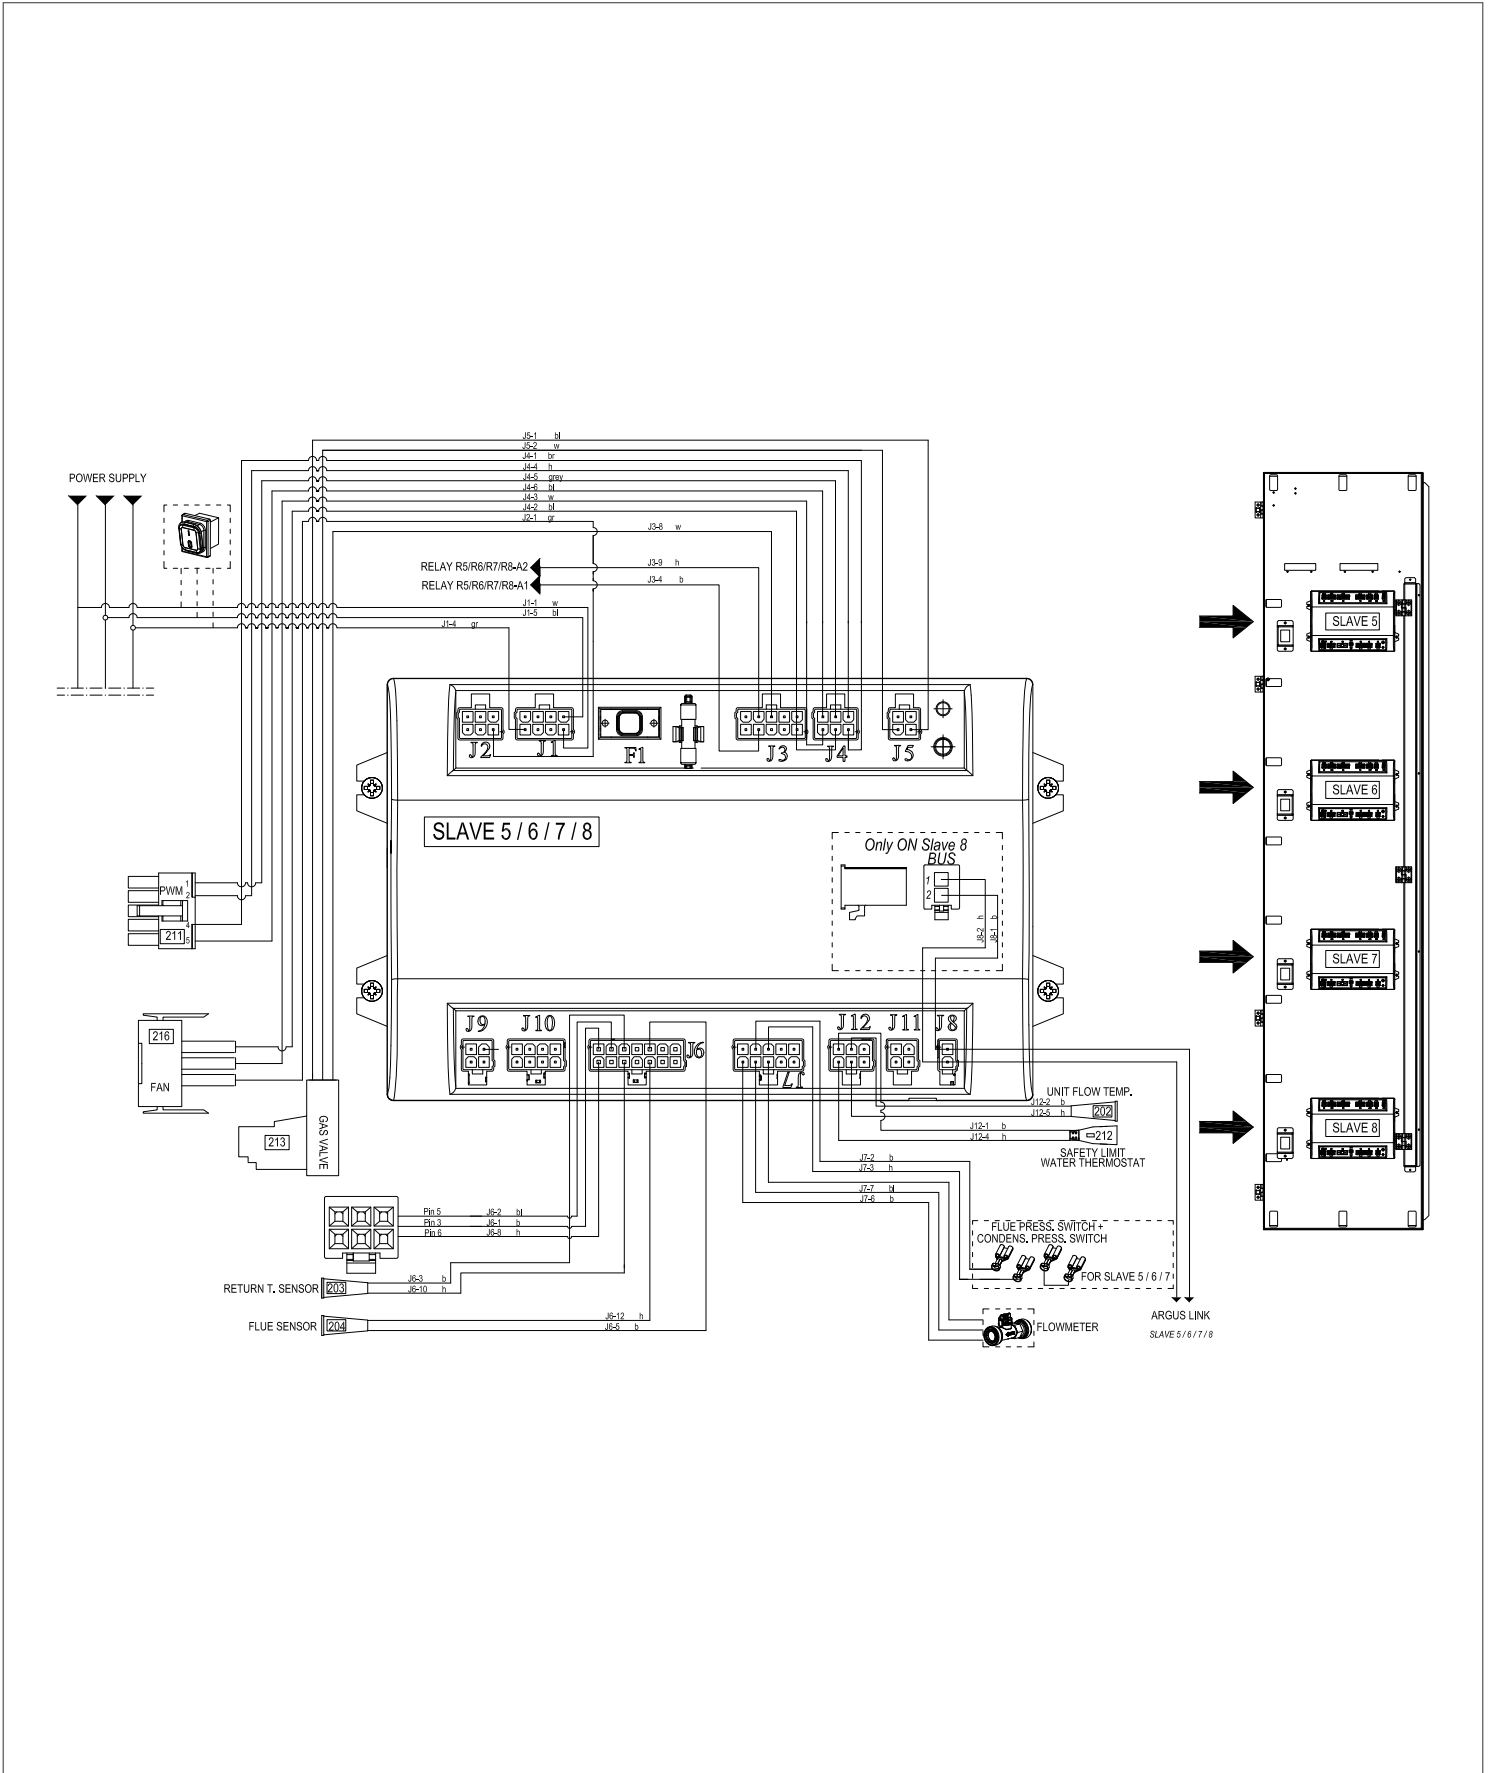 J5-1 bl
J5-2 w
J4-1 br
J4-4 h
J4-5 grey
J4-6 bl
J4-3 w
J4-2 bl
J2-1 gr
POWER SUPPLY
J3-8 w
RELAY R5/R6/R7/R8-A2
J3-9 h
RELAY R5/R6/R7/R8-A1
J3-4 b
J1-1 w
J1-5 bl
J1-4 gr
J2
J1
F1
J3
J4
J5
SLAVE 5 / 6 / 7 / 8
Only ON Slave 8
BUS
1
2
J8-2 h
J8-1 b
PWM
1
2
4
5
211
216
FAN
213
GAS VALVE
J9
J10
J6
J7
J12
J11
J8
UNIT FLOW TEMP.
J12-2 b
J12-5 h
202
J12-1 b
J12-4 h
212
SAFETY LIMIT
WATER THERMOSTAT
J7-2 b
J7-3 h
J7-7 bl
J7-6 b
Pin 5 J6-2 bl
Pin 3 J6-1 b
Pin 6 J6-8 h
FLUE PRESS. SWITCH +
CONDENS. PRESS. SWITCH
FOR SLAVE 5 / 6 / 7
RETURN T. SENSOR
203
J6-3 b
J6-10 h
FLUE SENSOR
204
J6-12 h
J6-5 b
FLOWMETER
ARGUS LINK
SLAVE 5 / 6 / 7 / 8
SLAVE 5
SLAVE 6
SLAVE 7
SLAVE 8